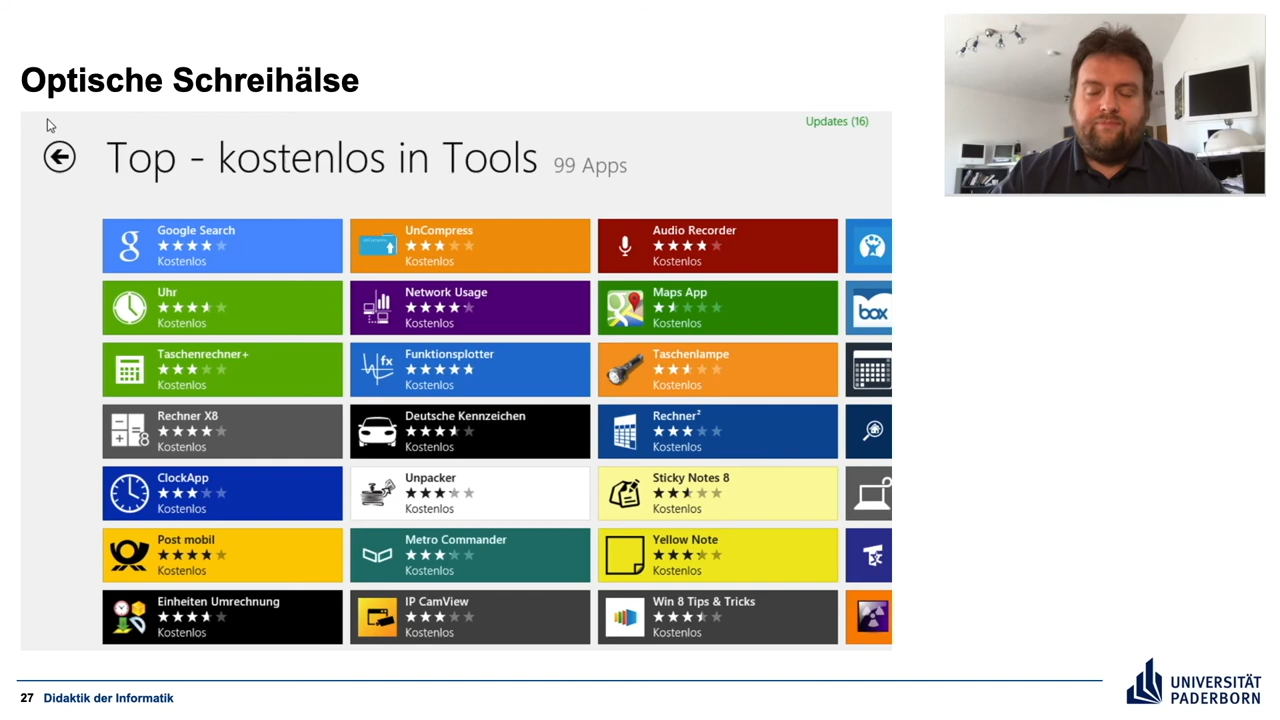 Optische Schreihälse
Updates (16)
Top - kostenlos in Tools 99 Apps
Google Search
Kostenlos
UnCompress
Kostenlos
Audio Recorder
Kostenlos
Uhr
Kostenlos
Network Usage
Kostenlos
Maps App
Kostenlos
box
Taschenrechner+
Kostenlos
fx
Funktionsplotter
Kostenlos
Taschenlampe
Kostenlos
8
Rechner X8
Kostenlos
Deutsche Kennzeichen
Kostenlos
Rechner²
Kostenlos
ClockApp
Kostenlos
Unpacker
Kostenlos
Sticky Notes 8
Kostenlos
Post mobil
Kostenlos
Metro Commander
Kostenlos
Yellow Note
Kostenlos
Einheiten Umrechnung
Kostenlos
IP CamView
Kostenlos
Win 8 Tips & Tricks
Kostenlos
27 Didaktik der Informatik
UNIVERSITÄT
PADERBORN